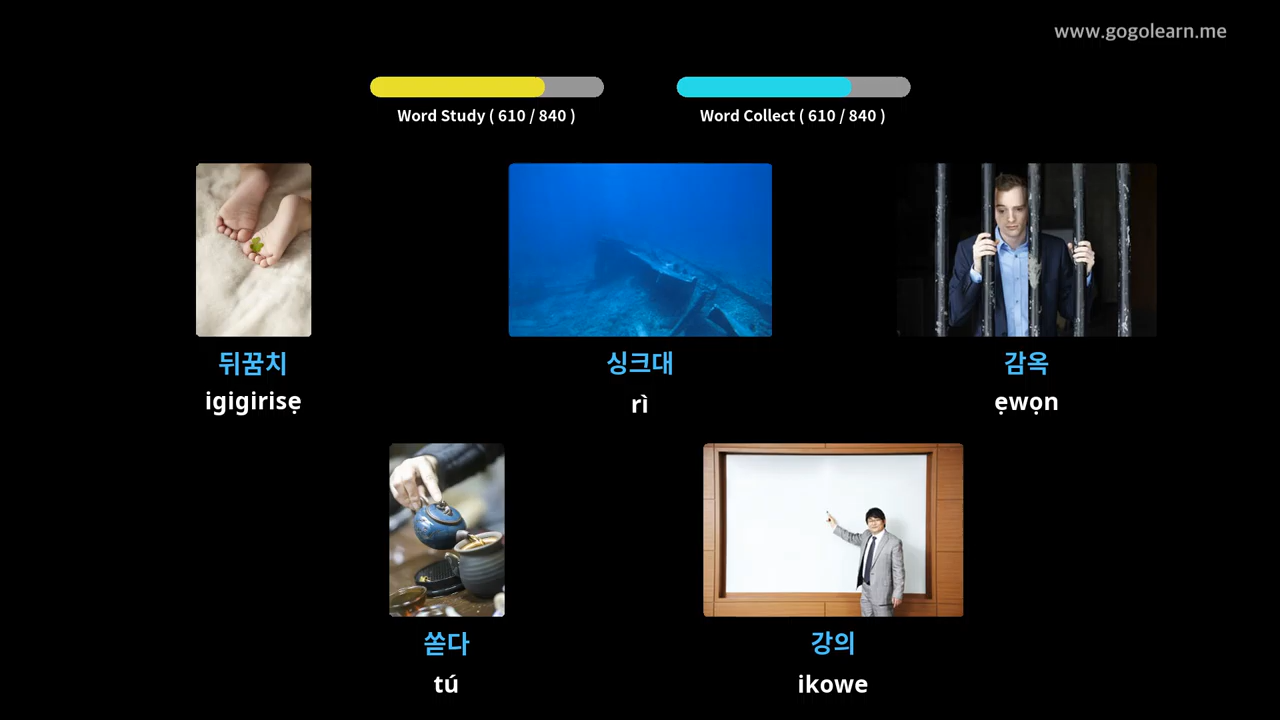 www.gogolearn.me
Word Study ( 610 / 840 )
Word Collect ( 610 / 840 )
뒤꿈치
igigirisẹ
싱크대
rì
감옥
ẹwọn
쏟다
tú
강의
ikowe